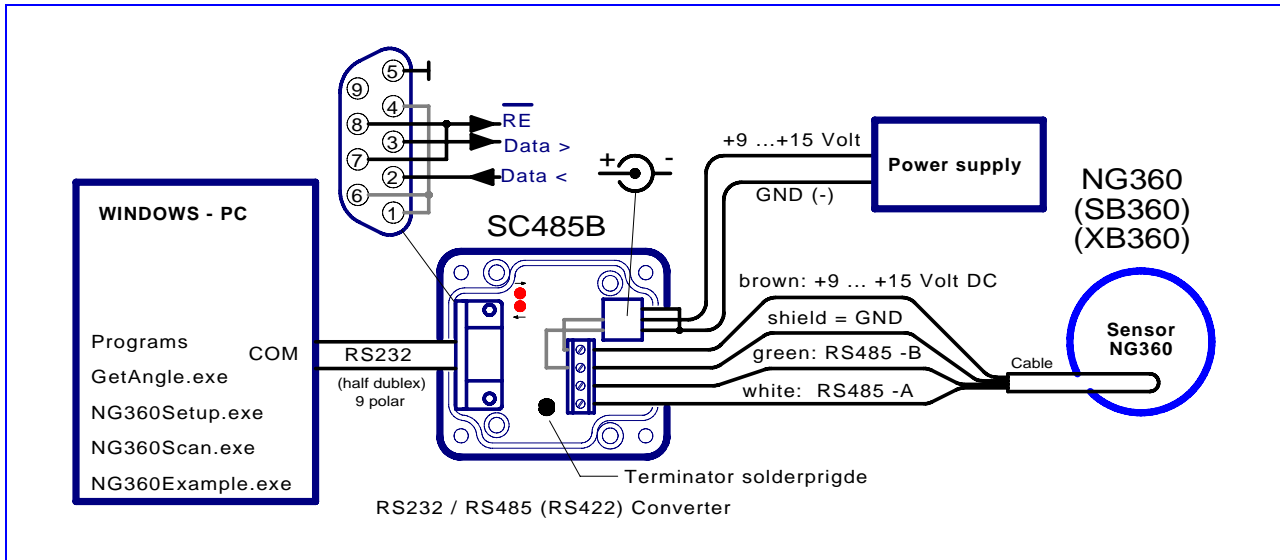 5
9
4
8
3
7
2
6
1
RE
Data >
Data <
+ -
+9 ...+15 Volt
GND (-)
Power supply
NG360
(SB360)
(XB360)
WINDOWS - PC
Programs
GetAngle.exe
NG360Setup.exe
NG360Scan.exe
NG360Example.exe
COM
RS232
(half dublex)
9 polar
SC485B
brown: +9 ... +15 Volt DC
shield = GND
green: RS485 -B
white: RS485 -A
Cable
Sensor
NG360
Terminator solderprigde
RS232 / RS485 (RS422) Converter